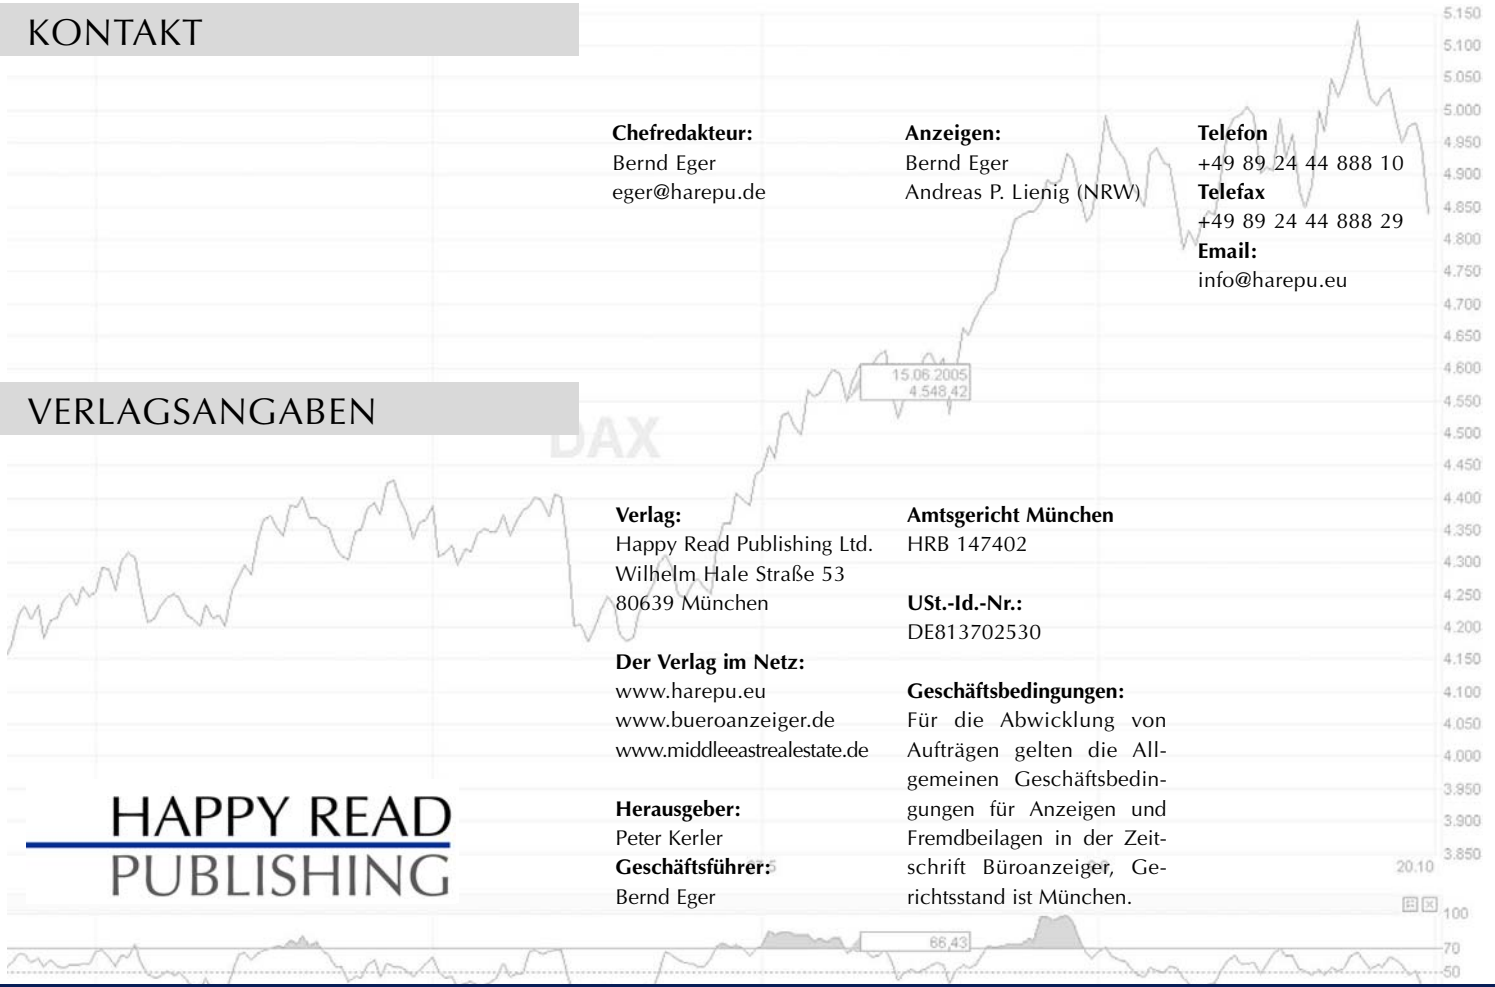 KONTAKT
Chefredakteur:
Bernd Eger
eger@harepu.de
Anzeigen:
Bernd Eger
Andreas P. Lienig (NRW)
Telefon
+49 89 24 44 888 10
Telefax
+49 89 24 44 888 29
Email:
info@harepu.eu
VERLAGSANGABEN
Verlag:
Happy Read Publishing Ltd.
Wilhelm Hale Straße 53
80639 München
Der Verlag im Netz:
www.harepu.eu
www.bueroanzeiger.de
www.middleeastrealestate.de
Herausgeber:
Peter Kerler
Geschäftsführer:
Bernd Eger
Amtsgericht München
HRB 147402
USt.-Id.-Nr.:
DE813702530
Geschäftsbedingungen:
Für die Abwicklung von
Aufträgen gelten die All-
gemeinen Geschäftsbedin-
gungen für Anzeigen und
Fremdbeilagen in der Zeit-
schrift Büroanzeiger, Ge-
richtsstand ist München.
HAPPY READ
PUBLISHING
DAX
15.06.2005
4.548,42
66,43
5.150
5.100
5.050
5.000
4.950
4.900
4.850
4.800
4.750
4.700
4.650
4.600
4.550
4.500
4.450
4.400
4.350
4.300
4.250
4.200
4.150
4.100
4.050
4.000
3.950
3.900
3.850
20.10
100
70
50